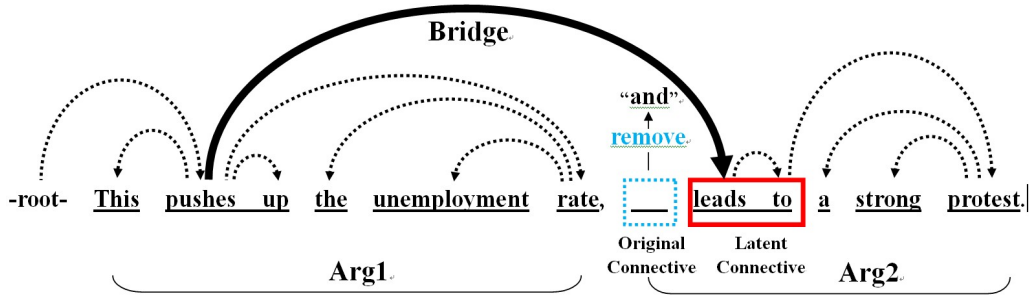 Bridge
“and”
remove
-root- This pushes up the unemployment rate, __ leads to a strong protest.
Original Connective
Latent Connective
Arg1
Arg2